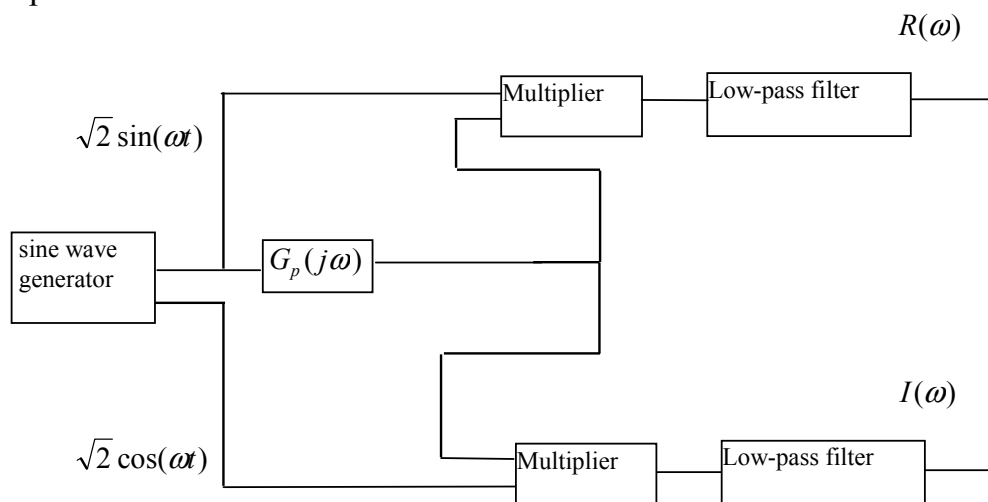 R(ω)
Multiplier
Low-pass filter
√2 sin(ωt)
sine wave
generator
G_p(jω)
I(ω)
√2 cos(ωt)
Multiplier
Low-pass filter